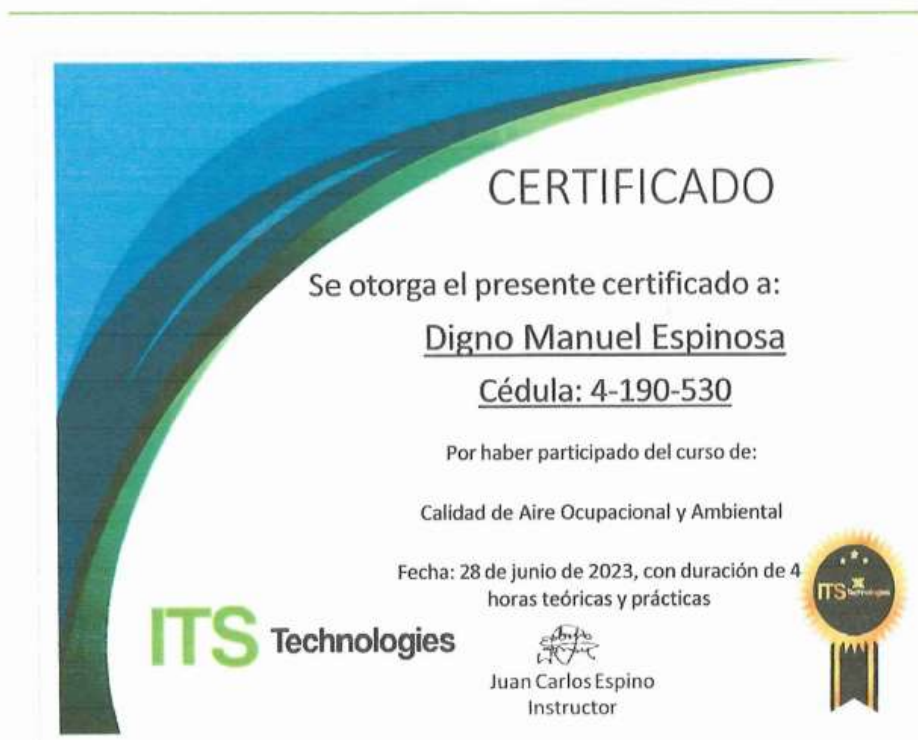 CERTIFICADO
Se otorga el presente certificado a:
Digno Manuel Espinosa
Cédula: 4-190-530
Por haber participado del curso de:
Calidad de Aire Ocupacional y Ambiental
Fecha: 28 de junio de 2023, con duración de 4
horas teóricas y prácticas
ITS Technologies
ITS Technologies
Juan Carlos Espino
Instructor